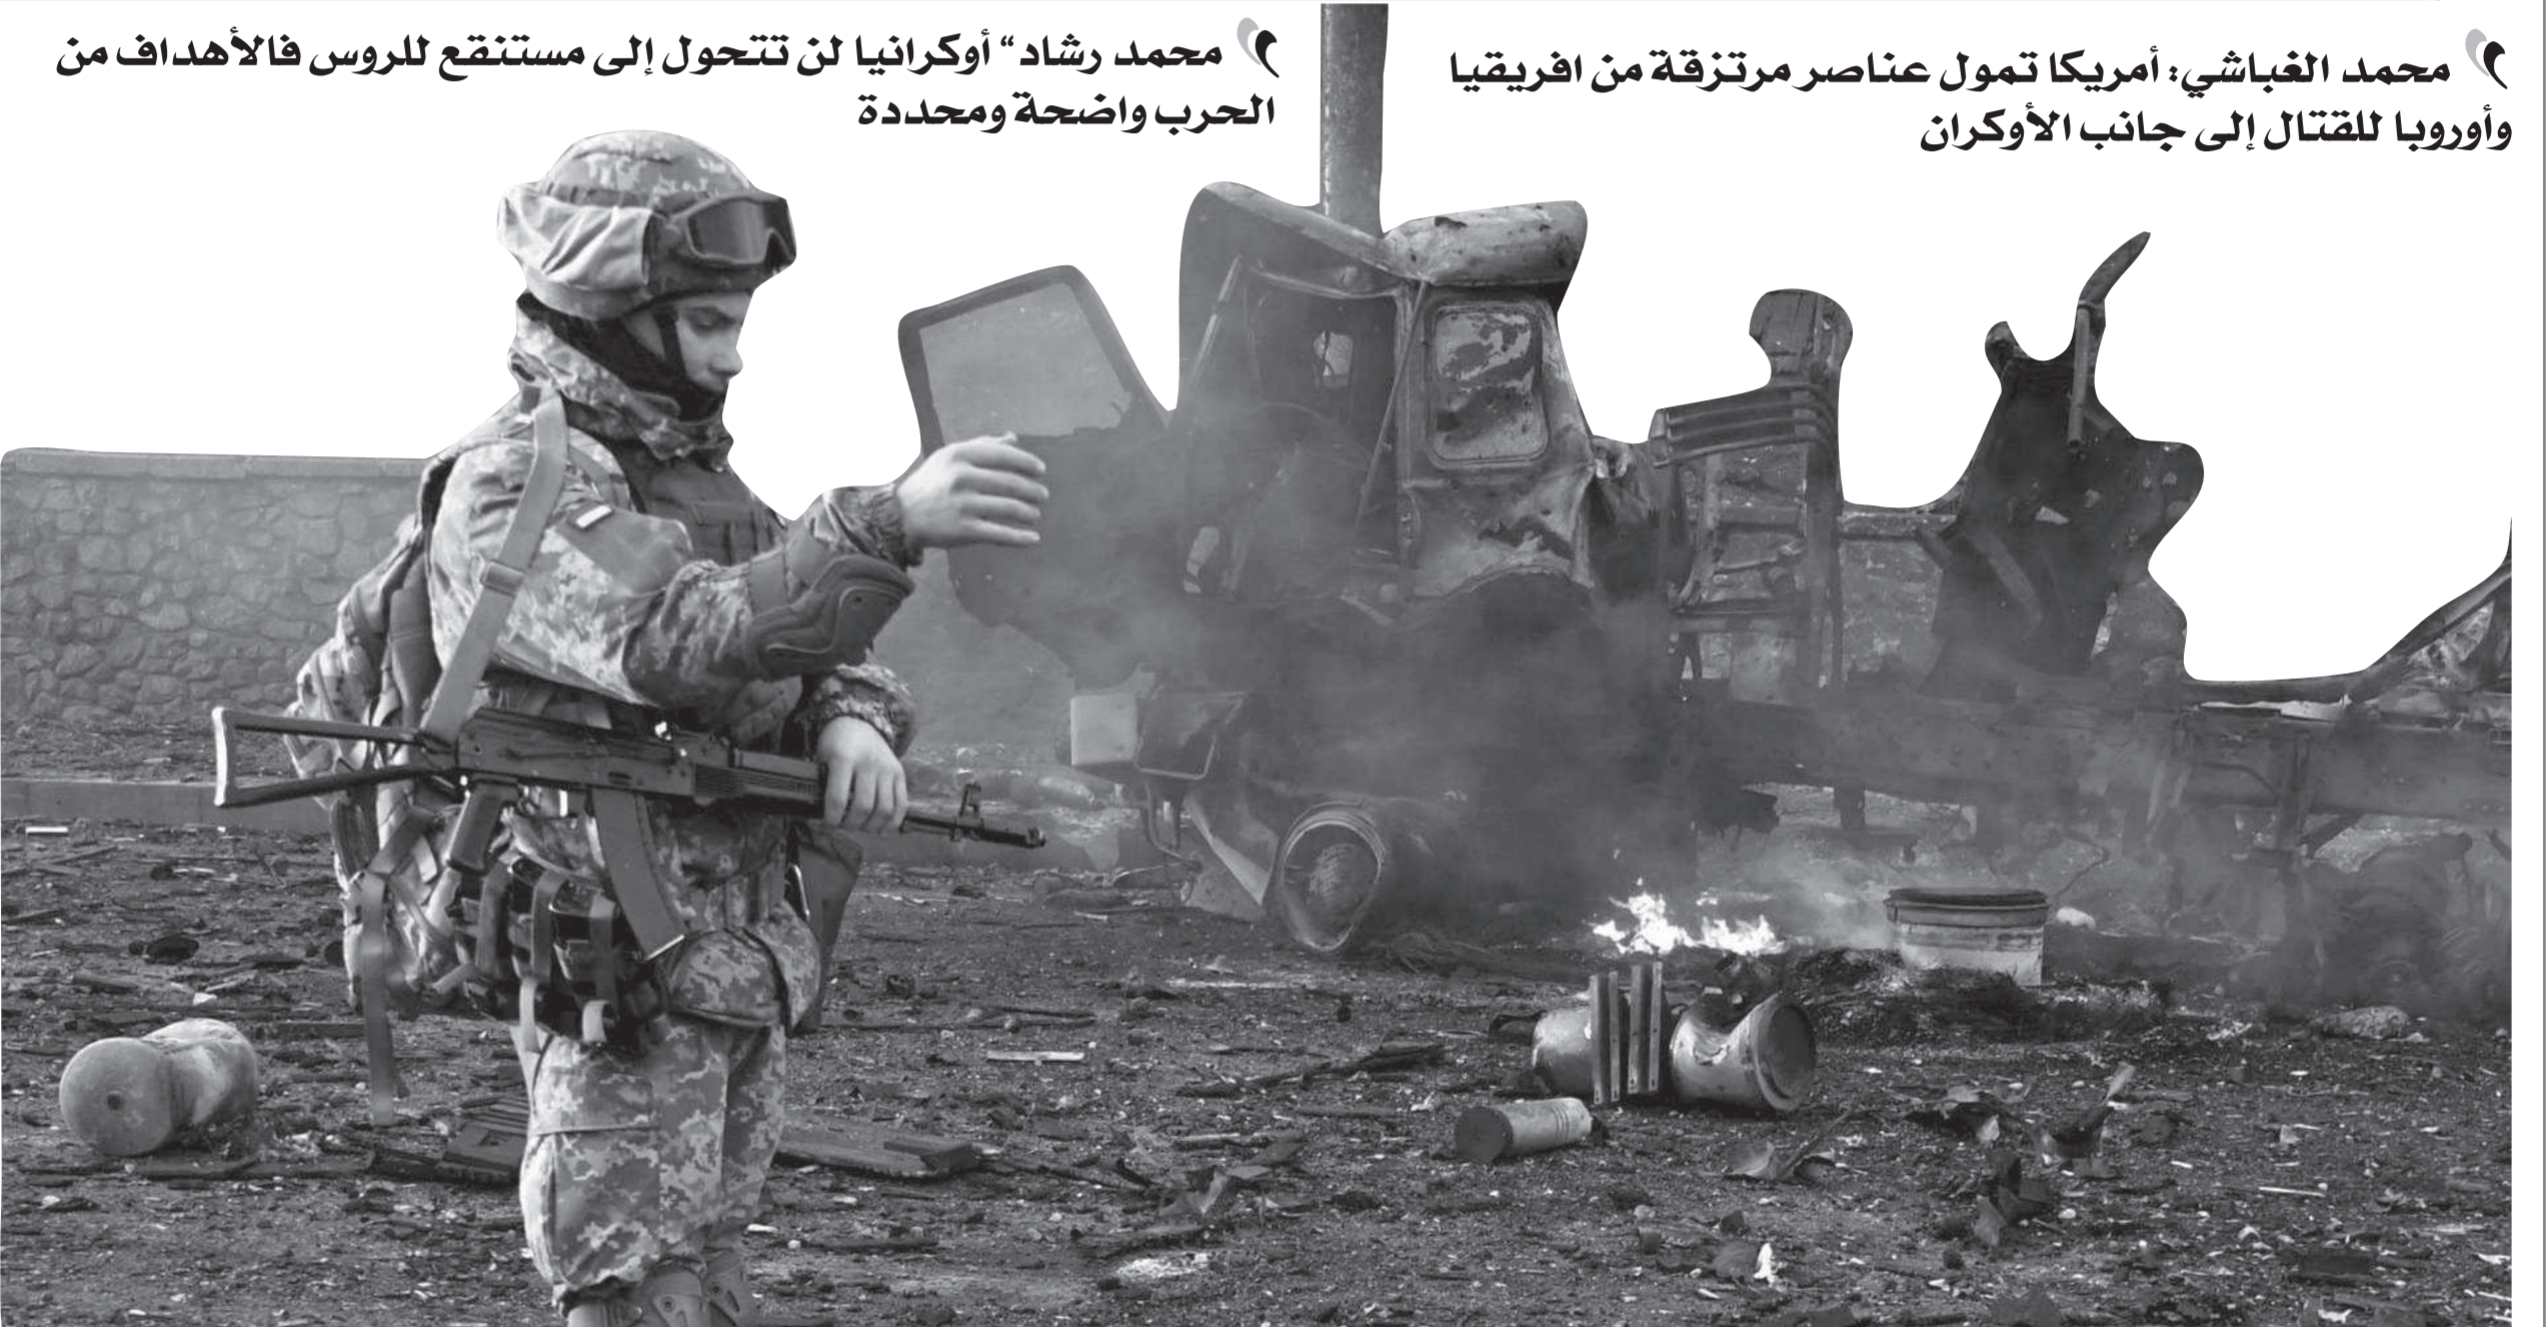 محمد الغباشي: أمريكا تمول عناصر مرتزقة من افريقيا
وأوروبا للقتال إلى جانب الأوكران
محمد رشاد“ أوكرانيا لن تتحول إلى مستنقع للروس فالأهداف من
الحرب واضحة ومحددة